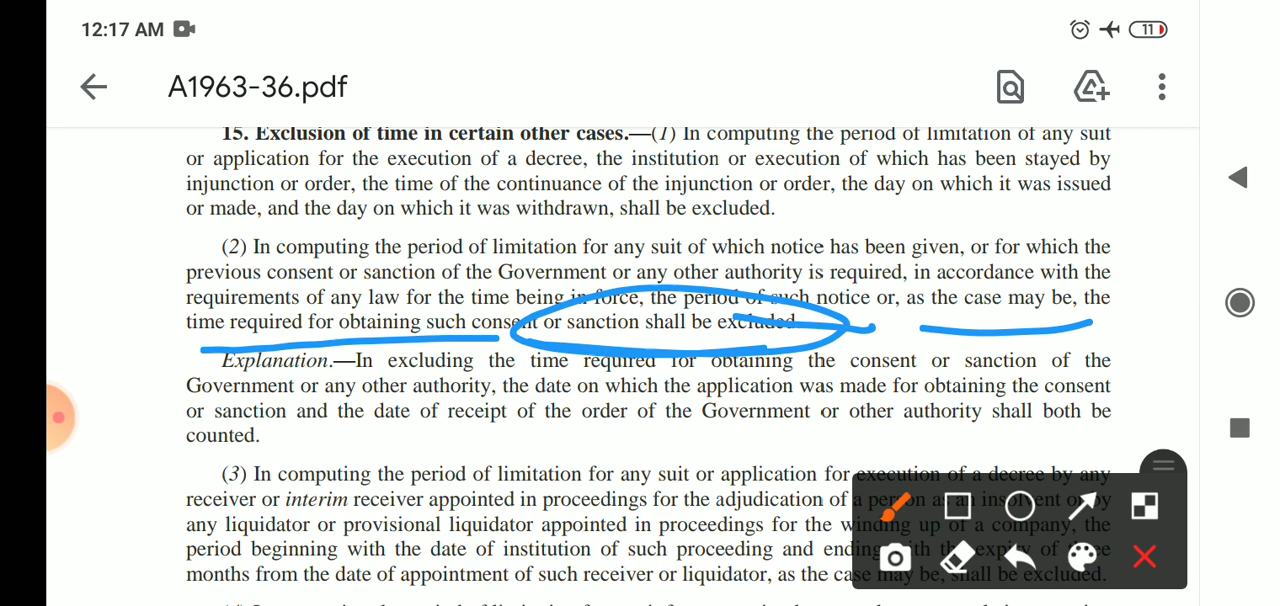 12:17 AM
11
A1963-36.pdf
15. Exclusion of time in certain other cases.—(1) In computing the period of limitation of any suit
or application for the execution of a decree, the institution or execution of which has been stayed by
injunction or order, the time of the continuance of the injunction or order, the day on which it was issued
or made, and the day on which it was withdrawn, shall be excluded.
(2) In computing the period of limitation for any suit of which notice has been given, or for which the
previous consent or sanction of the Government or any other authority is required, in accordance with the
requirements of any law for the time being in force, the period of such notice or, as the case may be, the
time required for obtaining such consent or sanction shall be excluded.
Explanation.—In excluding the time required for obtaining the consent or sanction of the
Government or any other authority, the date on which the application was made for obtaining the consent
or sanction and the date of receipt of the order of the Government or other authority shall both be
counted.
(3) In computing the period of limitation for any suit or application for execution of a decree by any
receiver or interim receiver appointed in proceedings for the adjudication of a person as an insolvent or by
any liquidator or provisional liquidator appointed in proceedings for the winding up of a company, the
period beginning with the date of institution of such proceeding and ending with the expiry of three
months from the date of appointment of such receiver or liquidator, as the case may be, shall be excluded.